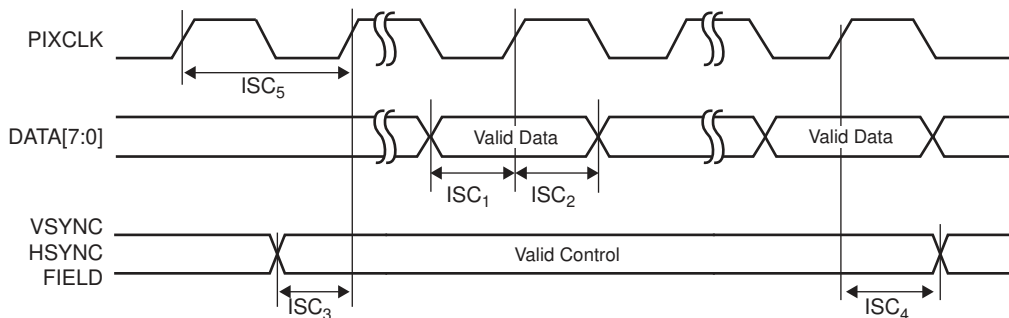 PIXCLK
ISC5
DATA[7:0]
Valid Data
Valid Data
ISC1
ISC2
VSYNC
HSYNC
FIELD
Valid Control
ISC3
ISC4